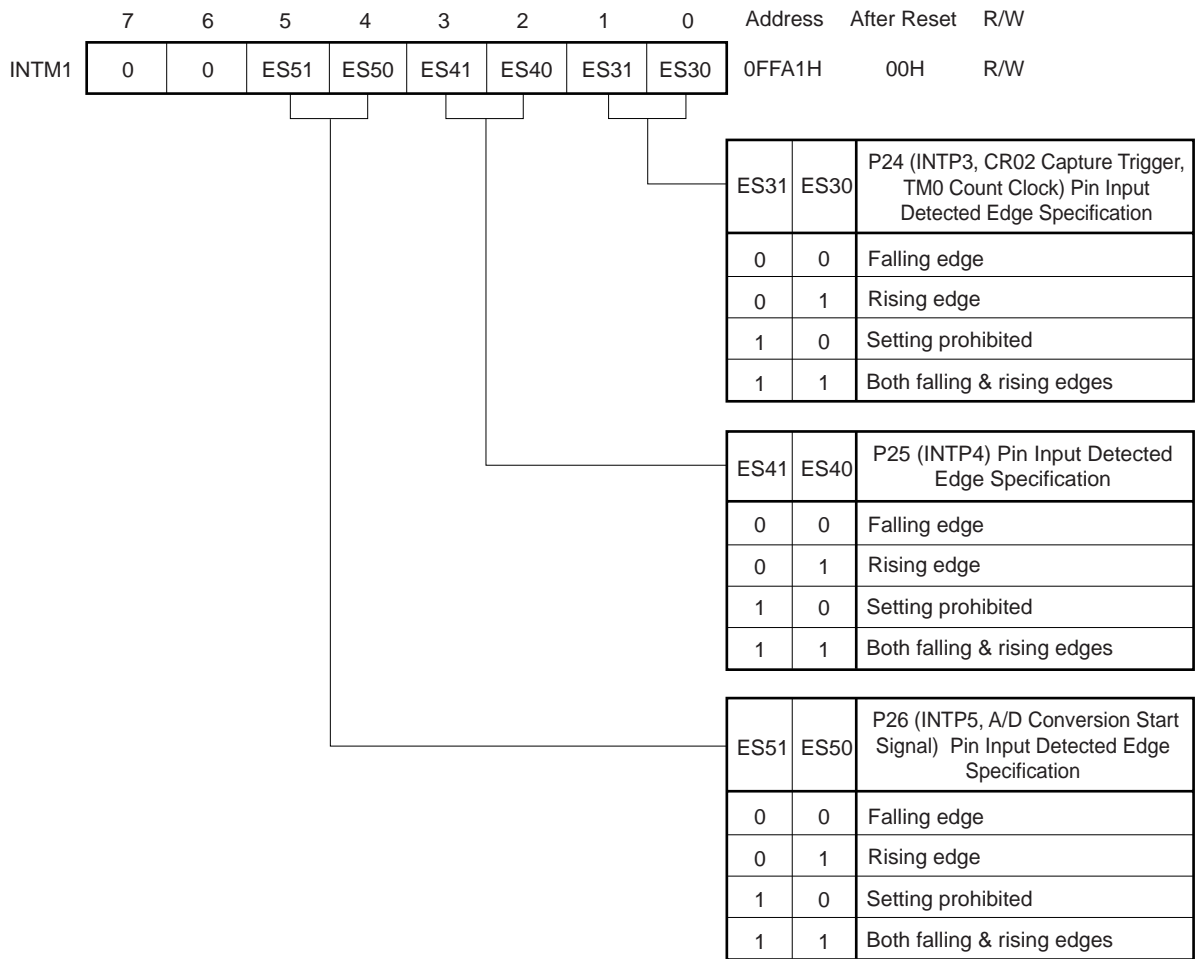 7 6 5 4 3 2 1 0 Address After Reset R/W
INTM1 0 0 ES51 ES50 ES41 ES40 ES31 ES30 0FFA1H 00H R/W
ES31 ES30 P24 (INTP3, CR02 Capture Trigger,
TM0 Count Clock) Pin Input
Detected Edge Specification
0 0 Falling edge
0 1 Rising edge
1 0 Setting prohibited
1 1 Both falling & rising edges
ES41 ES40 P25 (INTP4) Pin Input Detected
Edge Specification
0 0 Falling edge
0 1 Rising edge
1 0 Setting prohibited
1 1 Both falling & rising edges
ES51 ES50 P26 (INTP5, A/D Conversion Start
Signal) Pin Input Detected Edge
Specification
0 0 Falling edge
0 1 Rising edge
1 0 Setting prohibited
1 1 Both falling & rising edges